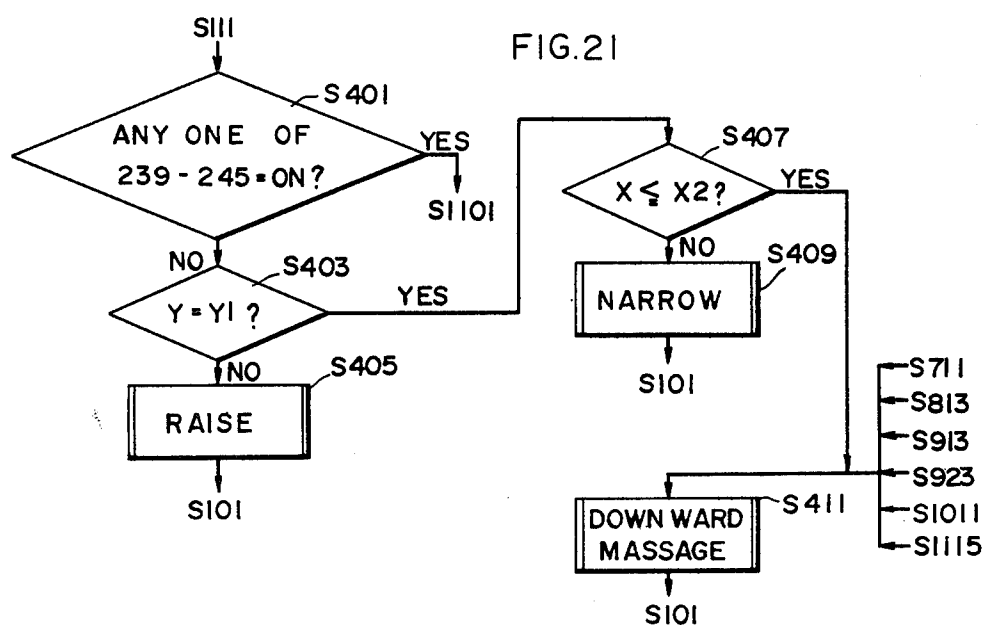 S111
FIG.21
S401
ANY ONE OF
239-245=ON?
YES
S1101
NO
S403
Y=Y1 ?
YES
NO
S405
RAISE
S101
S407
X≦X2?
YES
NO
S409
NARROW
S101
S711
S813
S913
S923
S1011
S1115
S411
DOWN WARD
MASSAGE
S101